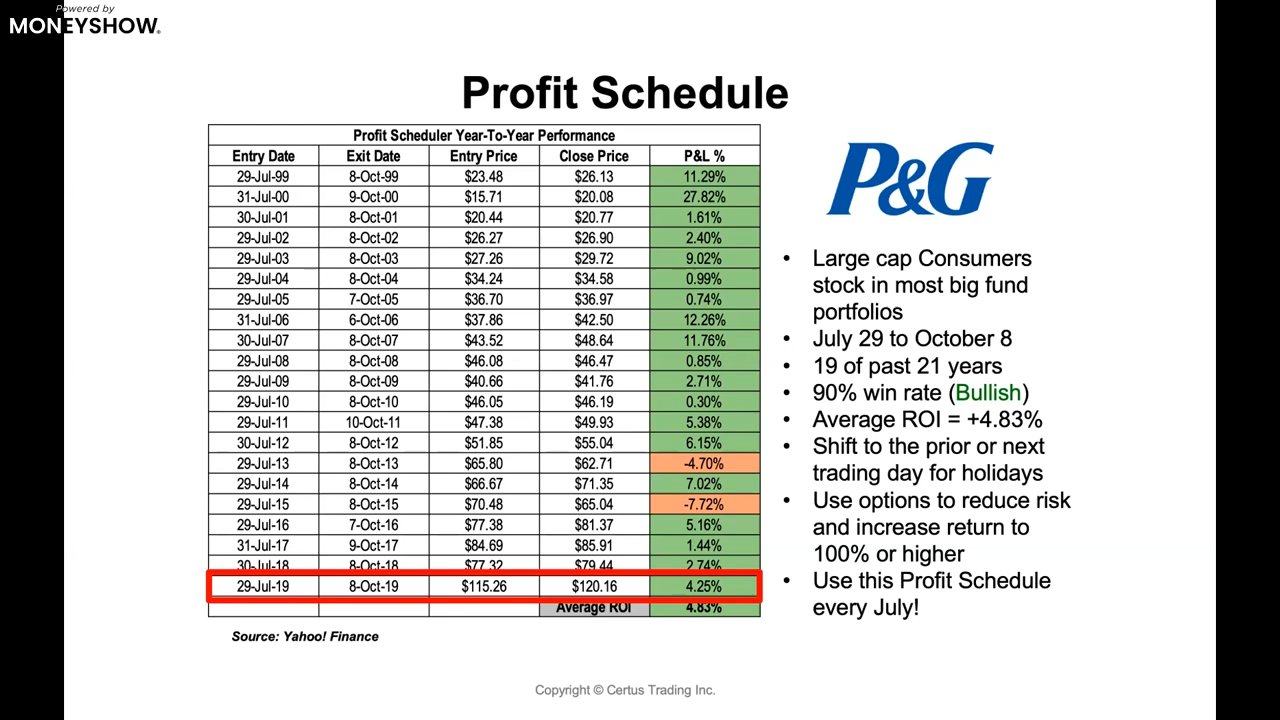 Powered by
MONEYSHOW®
Profit Schedule
Profit Scheduler Year-To-Year Performance
Entry Date Exit Date Entry Price Close Price P&L %
29-Jul-99 8-Oct-99 $23.48 $26.13 11.29%
31-Jul-00 9-Oct-00 $15.71 $20.08 27.82%
30-Jul-01 8-Oct-01 $20.44 $20.77 1.61%
29-Jul-02 8-Oct-02 $26.27 $26.90 2.40%
29-Jul-03 8-Oct-03 $27.26 $29.72 9.02%
29-Jul-04 8-Oct-04 $34.24 $34.58 0.99%
29-Jul-05 7-Oct-05 $36.70 $36.97 0.74%
31-Jul-06 6-Oct-06 $37.86 $42.50 12.26%
30-Jul-07 8-Oct-07 $43.52 $48.64 11.76%
29-Jul-08 8-Oct-08 $46.08 $46.47 0.85%
29-Jul-09 8-Oct-09 $40.66 $41.76 2.71%
29-Jul-10 8-Oct-10 $46.05 $46.19 0.30%
29-Jul-11 10-Oct-11 $47.38 $49.93 5.38%
30-Jul-12 8-Oct-12 $51.85 $55.04 6.15%
29-Jul-13 8-Oct-13 $65.80 $62.71 -4.70%
29-Jul-14 8-Oct-14 $66.67 $71.35 7.02%
29-Jul-15 8-Oct-15 $70.48 $65.04 -7.72%
29-Jul-16 7-Oct-16 $77.38 $81.37 5.16%
31-Jul-17 9-Oct-17 $84.69 $85.91 1.44%
30-Jul-18 8-Oct-18 $77.32 $79.44 2.74%
29-Jul-19 8-Oct-19 $115.26 $120.16 4.25%
Average ROI 4.83%
Source: Yahoo! Finance
P&G
• Large cap Consumers
stock in most big fund
portfolios
• July 29 to October 8
• 19 of past 21 years
• 90% win rate (Bullish)
• Average ROI = +4.83%
• Shift to the prior or next
trading day for holidays
• Use options to reduce risk
and increase return to
100% or higher
• Use this Profit Schedule
every July!
Copyright © Certus Trading Inc.